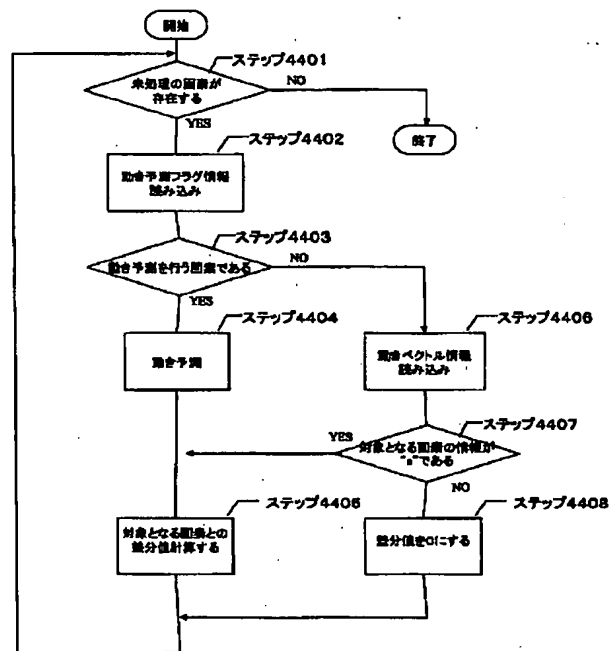 開始
ステップ4401
未処理の画素が
存在する
NO
YES
終了
ステップ4402
動き予測フラグ情報
読み込み
ステップ4403
動き予測を行う画素である
NO
YES
ステップ4404
動き予測
ステップ4406
動きベクトル情報
読み込み
ステップ4407
YES
対象となる画素の情報が
である
NO
ステップ4405
対象となる画素との
差分値計算する
ステップ4408
差分値を0にする